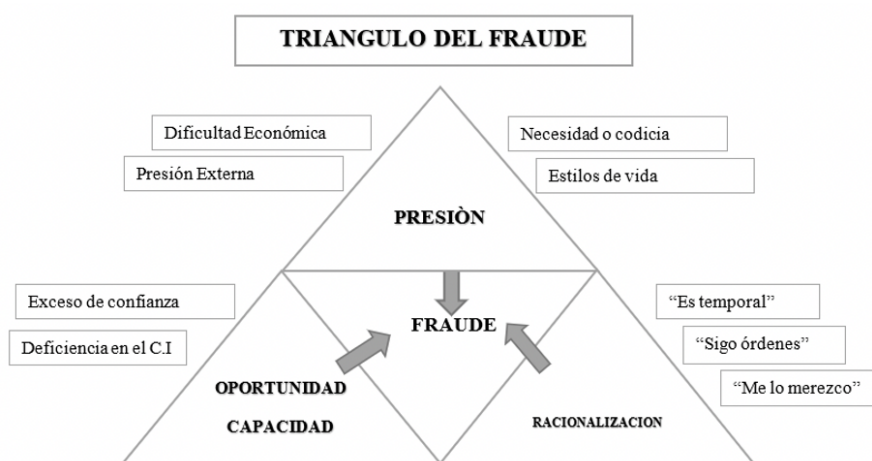 TRIANGULO DEL FRAUDE
Dificultad Económica
Necesidad o codicia
Presión Externa
Estilos de vida
PRESIÒN
Exceso de confianza
“Es temporal”
FRAUDE
Deficiencia en el C.I
“Sigo órdenes”
OPORTUNIDAD
“Me lo merezco”
CAPACIDAD
RACIONALIZACION